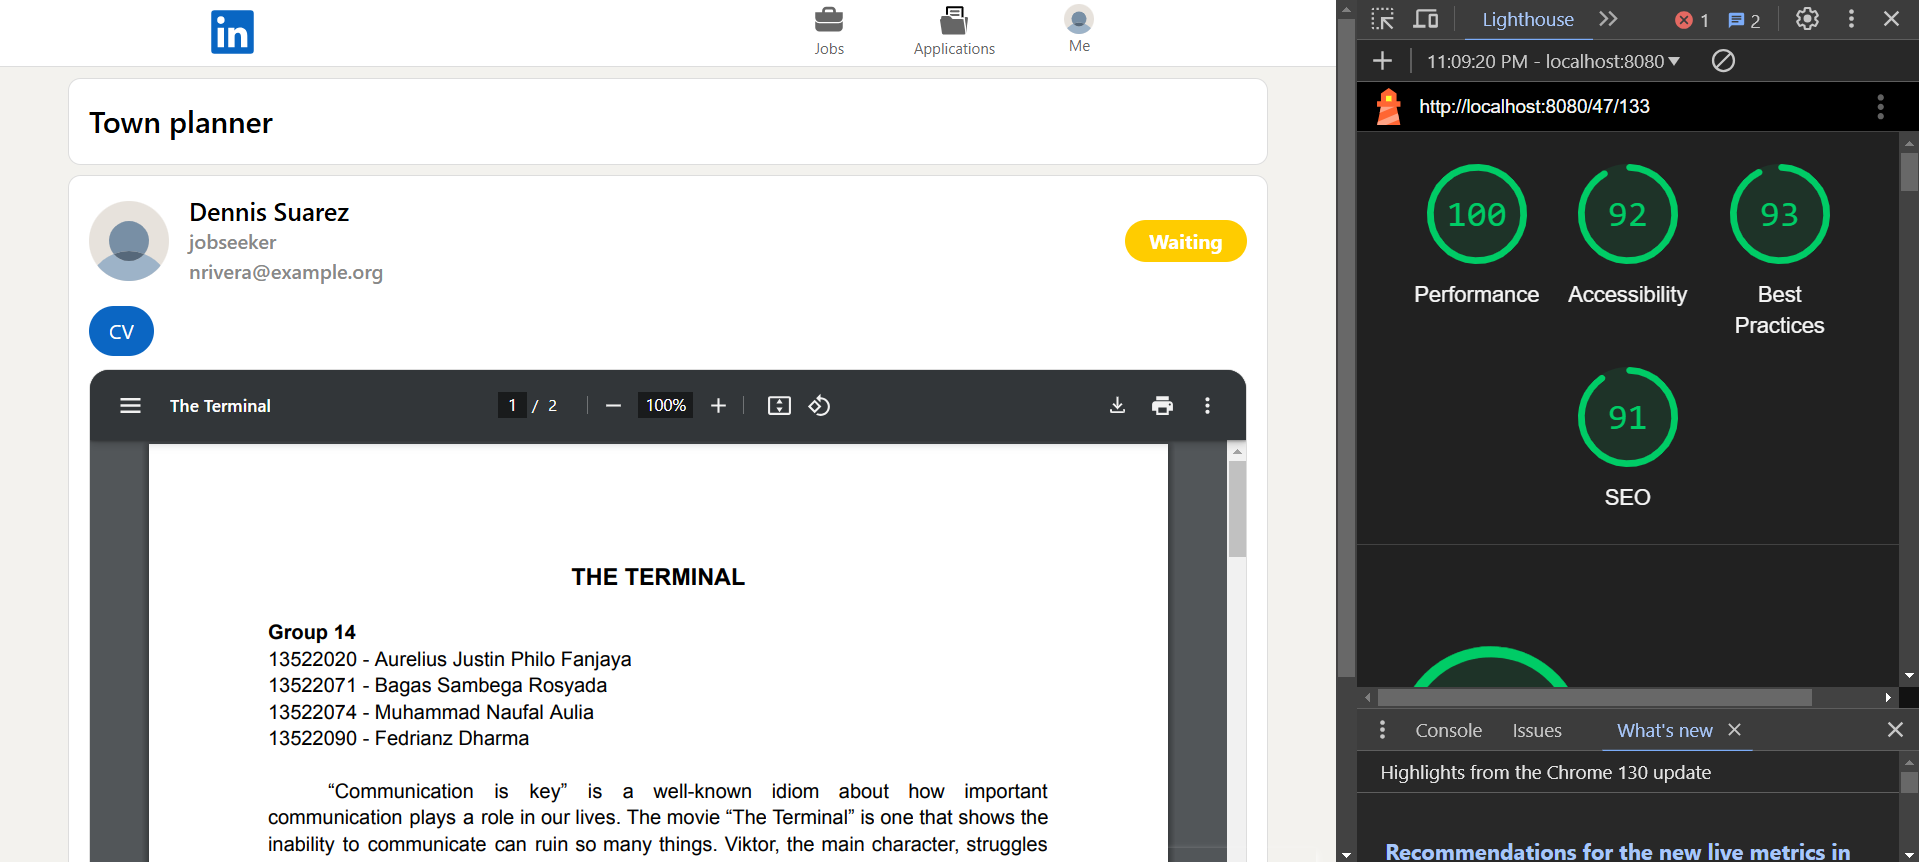 in
Jobs
Applications
Me
Town planner
Dennis Suarez
jobseeker
nrivera@example.org
Waiting
CV
The Terminal
1 / 2
100%
THE TERMINAL
Group 14
13522020 - Aurelius Justin Philo Fanjaya
13522071 - Bagas Sambega Rosyada
13522074 - Muhammad Naufal Aulia
13522090 - Fedrianz Dharma
“Communication is key” is a well-known idiom about how important
communication plays a role in our lives. The movie “The Terminal” is one that shows the
inability to communicate can ruin so many things. Viktor, the main character, struggles
Lighthouse
1
2
11:09:20 PM - localhost:8080
http://localhost:8080/47/133
100
Performance
92
Accessibility
93
Best
Practices
91
SEO
Console
Issues
What's new
Highlights from the Chrome 130 update
Recommendations for the new live metrics in